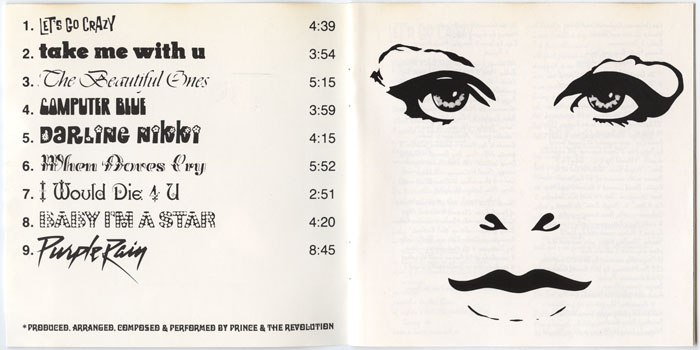 1. LET'S GO CRAZY 4:39
2. take me with u 3:54
3. The Beautiful Ones 5:15
4. COMPUTER BLUE 3:59
5. DaRLiNG NiKKi 4:15
6. When Doves Cry 5:52
7. I Would Die 4 U 2:51
8. BABY I'M A STAR 4:20
9. Purple Rain 8:45
*PRODUCED, ARRANGED, COMPOSED & PERFORMED BY PRINCE & THE REVOLUTION